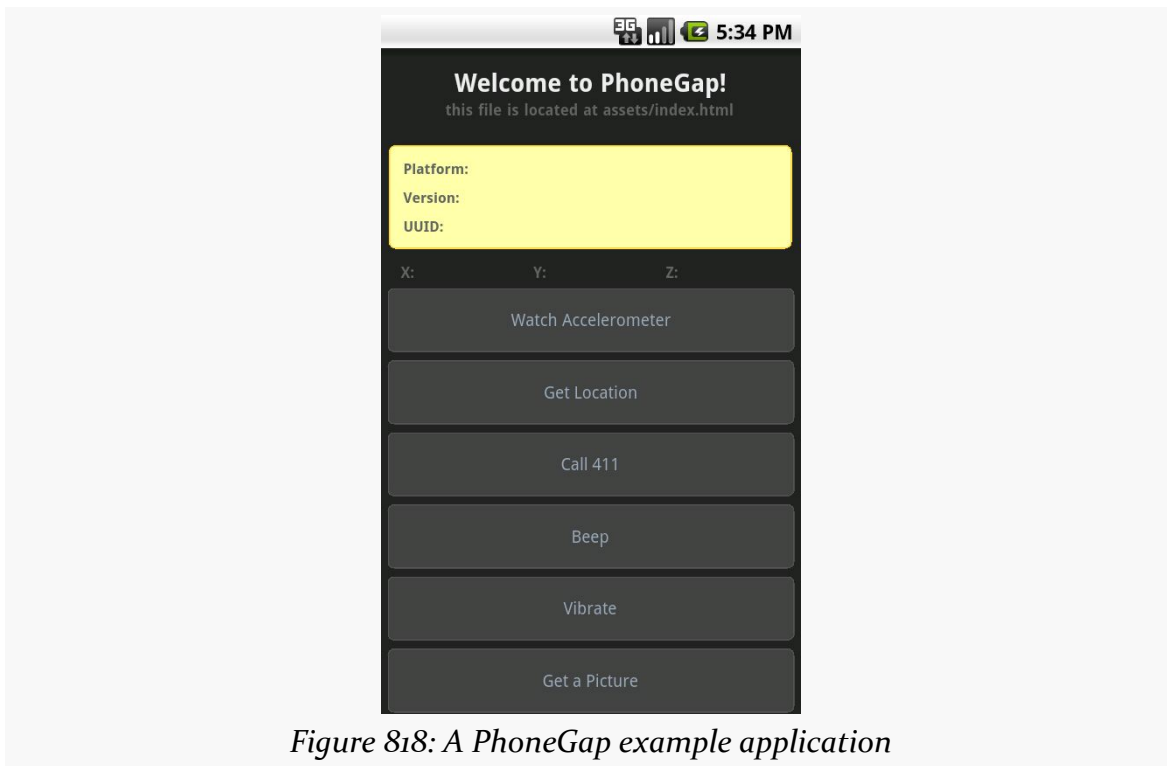 3G 5:34 PM
Welcome to PhoneGap!
this file is located at assets/index.html
Platform:
Version:
UUID:
X: Y: Z:
Watch Accelerometer
Get Location
Call 411
Beep
Vibrate
Get a Picture
Figure 818: A PhoneGap example application